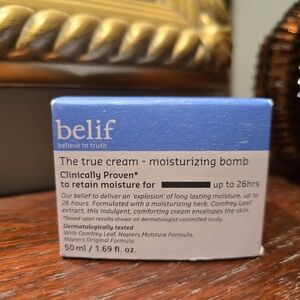 belif
believe in truth
The true cream - moisturizing bomb
Clinically Proven*
to retain moisture for up to 26hrs
Our belief to deliver an 'explosion' of long lasting moisture, up to
26 hours. Formulated with a moisturizing herb, Comfrey Leaf
extract, this indulgent, comforting cream envelopes the skin.
*Based upon results shown on dermatologist-controlled study.
Dermatologically tested
With Comfrey Leaf, Napiers Moisture Formula,
Napiers Original Formula
50 ml / 1.69 fl. oz.